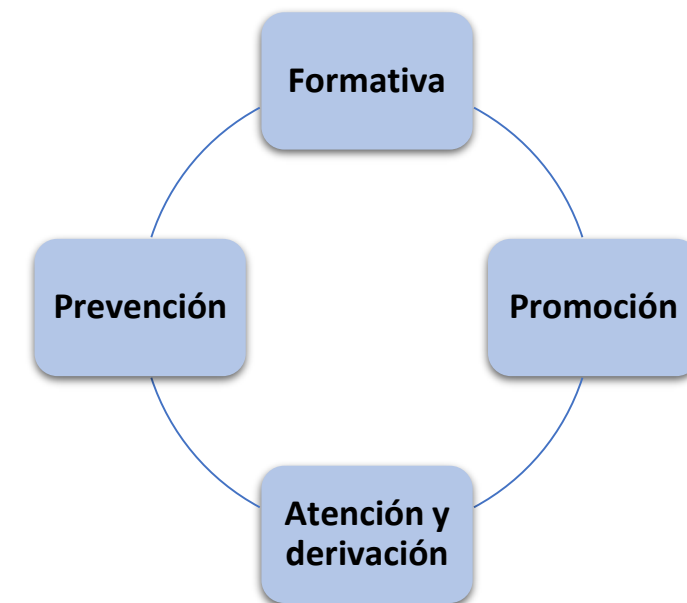 Formativa
Prevención
Promoción
Atención y
derivación